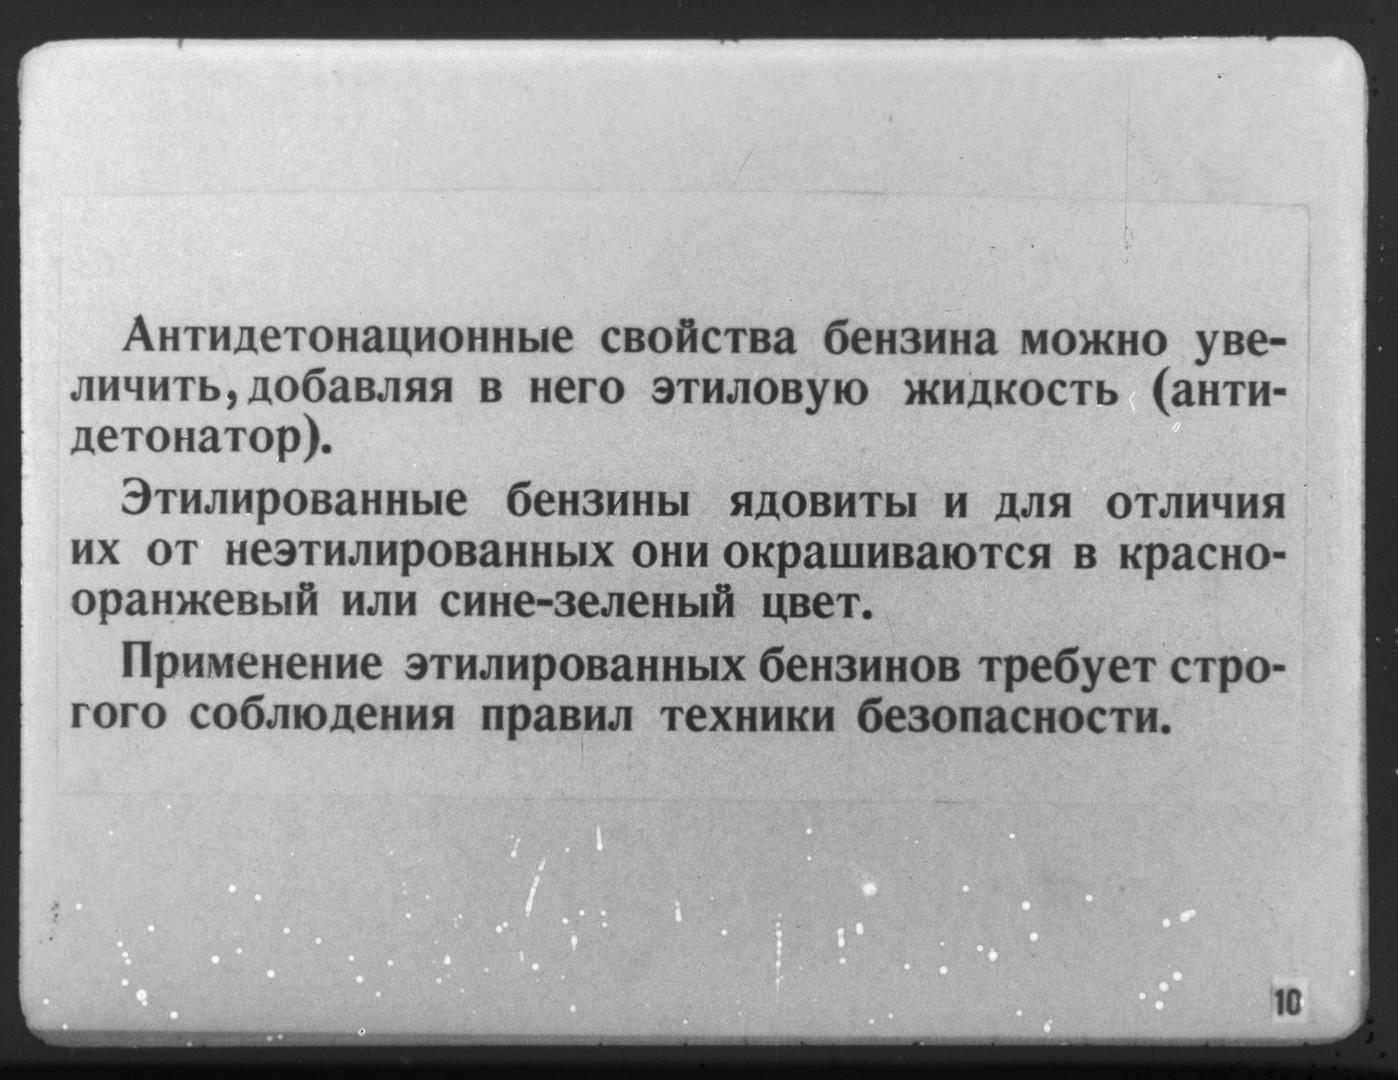 Антидетонационные свойства бензина можно уве-
личить, добавляя в него этиловую жидкость (анти-
детонатор).
Этилированные бензины ядовиты и для отличия
их от неэтилированных они окрашиваются в красно-
оранжевый или сине-зеленый цвет.
Применение этилированных бензинов требует стро-
гого соблюдения правил техники безопасности.
10